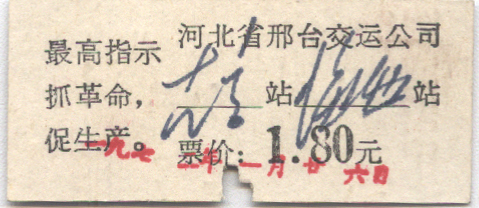 河北省邢台交运公司
最高指示
抓革命，
促生产。
站 站
票价：1.80元
一九七二年一月廿六日